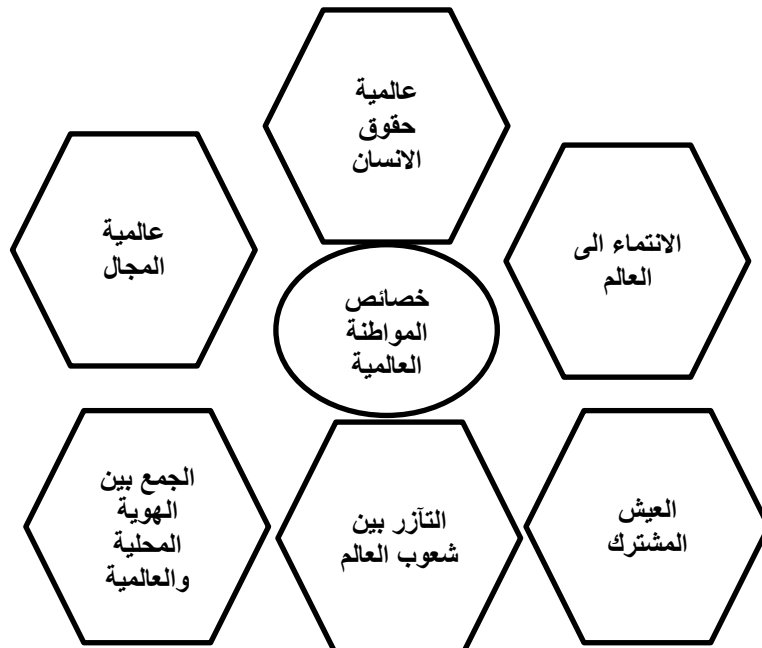 عالمية
حقوق
الانسان
الانتماء الى
العالم
عالمية
المجال
خصائص
المواطنة
العالمية
العيش
المشترك
التآزر بين
شعوب العالم
الجمع بين
الهوية
المحلية
والعالمية